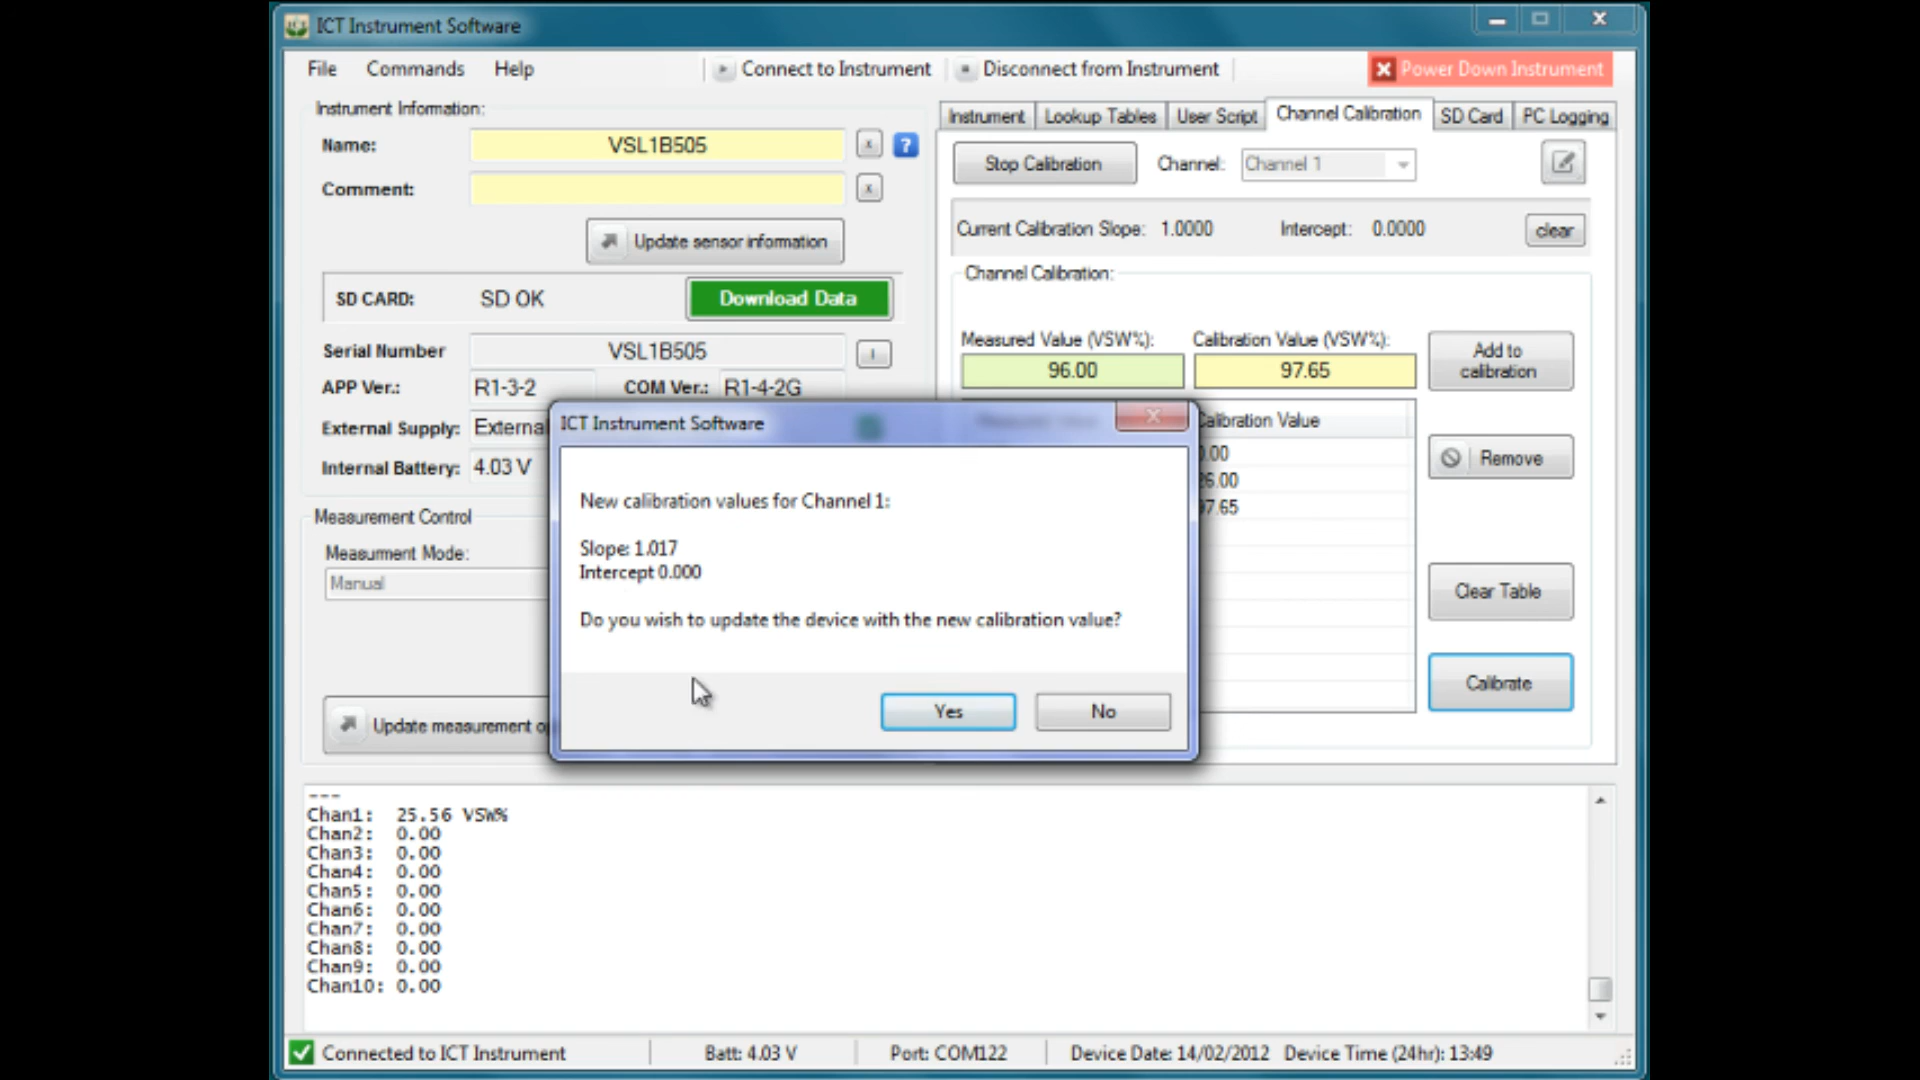 ICT Instrument Software
File Commands Help Connect to Instrument Disconnect from Instrument Power Down Instrument
Instrument Information:
Name: VSL1B505 x ?
Comment: x
Update sensor information
SD CARD: SD OK Download Data
Serial Number VSL1B505 I
APP Ver.: R1-3-2 COM Ver.: R1-4-2G
External Supply: External
Internal Battery: 4.03 V
Measurement Control
Measurment Mode:
Manual
Update measurement op
Instrument Lookup Tables User Script Channel Calibration SD Card PC Logging
Stop Calibration Channel: Channel 1
Current Calibration Slope: 1.0000 Intercept: 0.0000 clear
Channel Calibration:
Measured Value (VSW%): Calibration Value (VSW%):
96.00 97.65 Add to calibration
Calibration Value
0.00
26.00
97.65
Remove
Clear Table
Calibrate
ICT Instrument Software
New calibration values for Channel 1:
Slope: 1.017
Intercept 0.000
Do you wish to update the device with the new calibration value?
Yes No
---
Chan1: 25.56 VSW%
Chan2: 0.00
Chan3: 0.00
Chan4: 0.00
Chan5: 0.00
Chan6: 0.00
Chan7: 0.00
Chan8: 0.00
Chan9: 0.00
Chan10: 0.00
Connected to ICT Instrument Batt: 4.03 V Port: COM122 Device Date: 14/02/2012 Device Time (24hr): 13:49